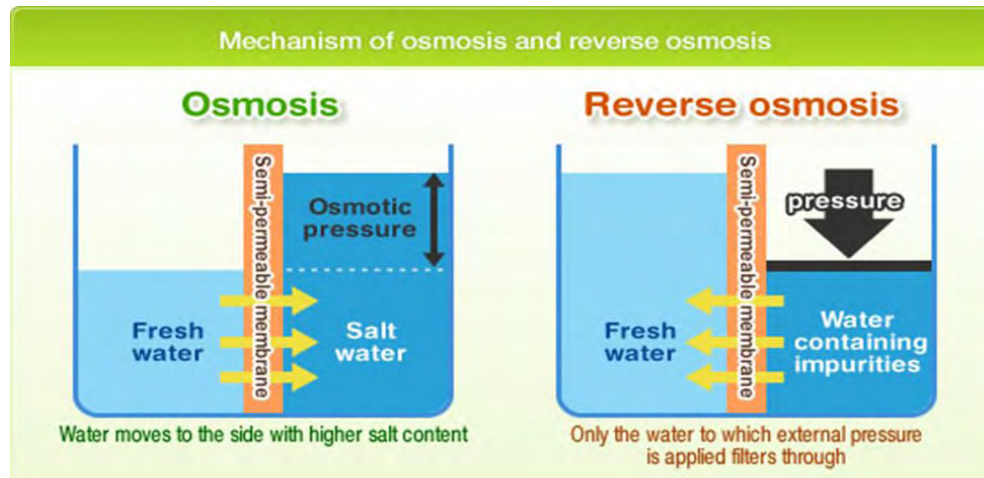 Mechanism of osmosis and reverse osmosis
Osmosis
Semi-permeable membrane
Osmotic
pressure
Fresh
water
Salt
water
Water moves to the side with higher salt content
Reverse osmosis
Semi-permeable membrane
pressure
Fresh
water
Water
containing
impurities
Only the water to which external pressure
is applied filters through